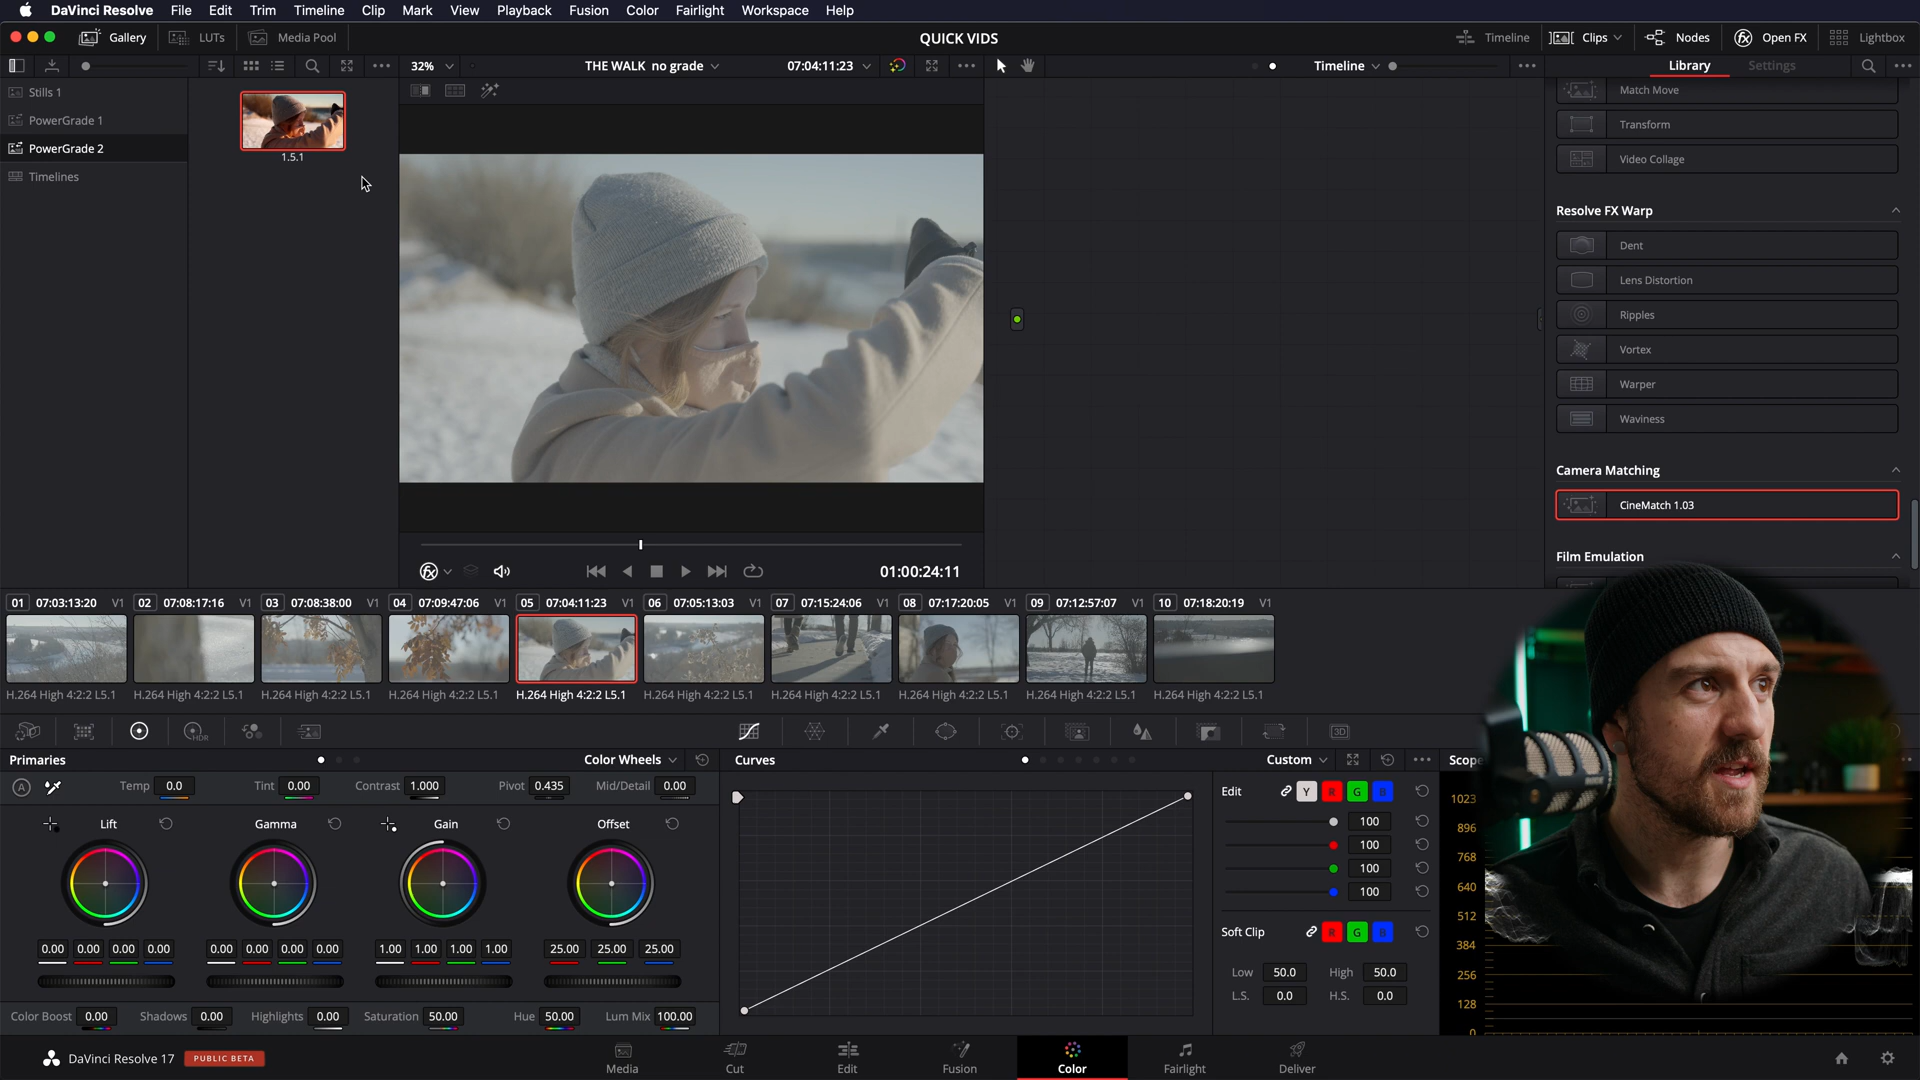 DaVinci Resolve File Edit Trim Timeline Clip Mark View Playback Fusion Color Fairlight Workspace Help
Gallery LUTs Media Pool QUICK VIDS Timeline Clips Nodes Open FX Lightbox
32% THE WALK no grade 07:04:11:23 Timeline Library Settings
Stills 1
PowerGrade 1
PowerGrade 2
Timelines
1.5.1
Match Move
Transform
Video Collage
Resolve FX Warp
Dent
Lens Distortion
Ripples
Vortex
Warper
Waviness
Camera Matching
CineMatch 1.03
Film Emulation
01:00:24:11
01 07:03:13:20 V1 02 07:08:17:16 V1 03 07:08:38:00 V1 04 07:09:47:06 V1 05 07:04:11:23 V1 06 07:05:13:03 V1 07 07:15:24:06 V1 08 07:17:20:05 V1 09 07:12:57:07 V1 10 07:18:20:19 V1
H.264 High 4:2:2 L5.1 H.264 High 4:2:2 L5.1 H.264 High 4:2:2 L5.1 H.264 High 4:2:2 L5.1 H.264 High 4:2:2 L5.1 H.264 High 4:2:2 L5.1 H.264 High 4:2:2 L5.1 H.264 High 4:2:2 L5.1 H.264 High 4:2:2 L5.1 H.264 High 4:2:2 L5.1
HDR 3D
Primaries Color Wheels Curves Custom
A Temp 0.0 Tint 0.00 Contrast 1.000 Pivot 0.435 Mid/Detail 0.00
Lift Gamma Gain Offset
0.00 0.00 0.00 0.00 0.00 0.00 0.00 0.00 1.00 1.00 1.00 1.00 25.00 25.00 25.00
Color Boost 0.00 Shadows 0.00 Highlights 0.00 Saturation 50.00 Hue 50.00 Lum Mix 100.00
Edit Y R G B
100
100
100
100
Soft Clip R G B
Low 50.0 High 50.0
L.S. 0.0 H.S. 0.0
1023
896
768
640
512
384
256
128
0
DaVinci Resolve 17 PUBLIC BETA Media Cut Edit Fusion Color Fairlight Deliver